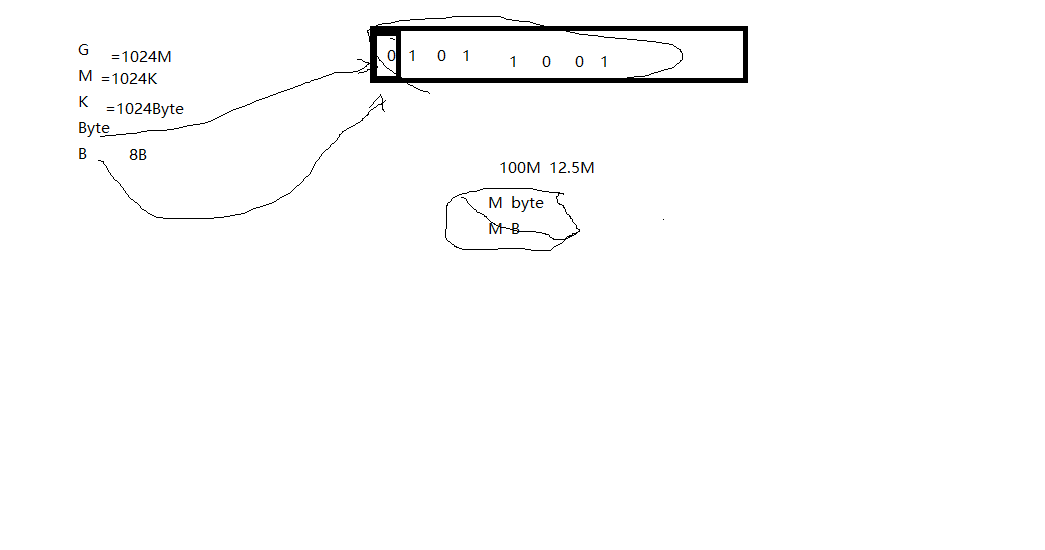 G =1024M
M =1024K
K =1024Byte
Byte
B 8B
0 1 0 1 1 0 0 1
100M 12.5M
M byte
M B